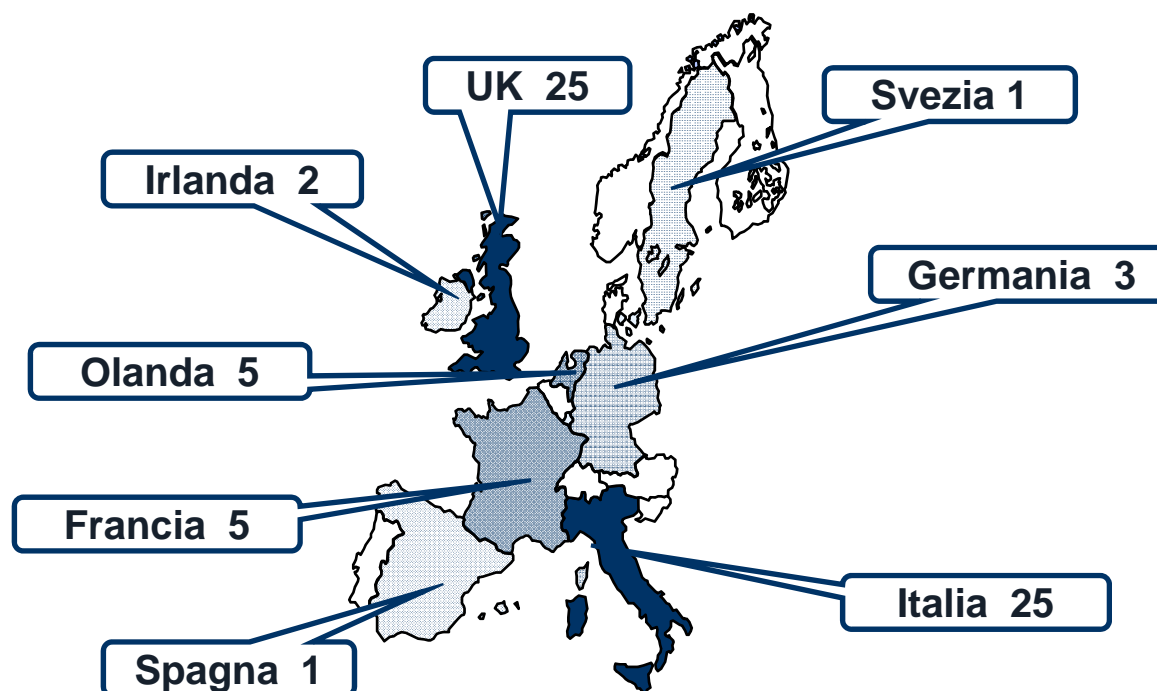 UK 25
Svezia 1
Irlanda 2
Germania 3
Olanda 5
Francia 5
Italia 25
Spagna 1